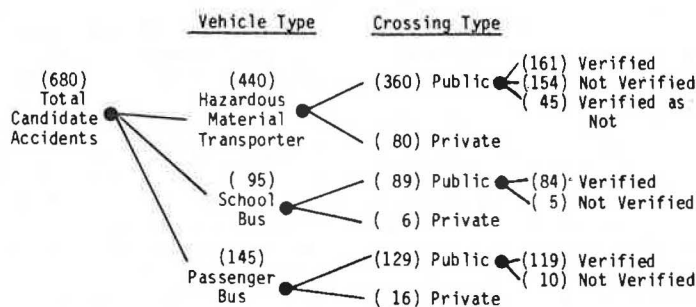 Vehicle Type Crossing Type
(680)
Total
Candidate
Accidents
(440)
Hazardous
Material
Transporter
(360) Public
(161) Verified
(154) Not Verified
( 45) Verified as
Not
( 80) Private
( 95)
School
Bus
( 89) Public
(84) Verified
( 5) Not Verified
( 6) Private
(145)
Passenger
Bus
(129) Public
(119) Verified
( 10) Not Verified
( 16) Private